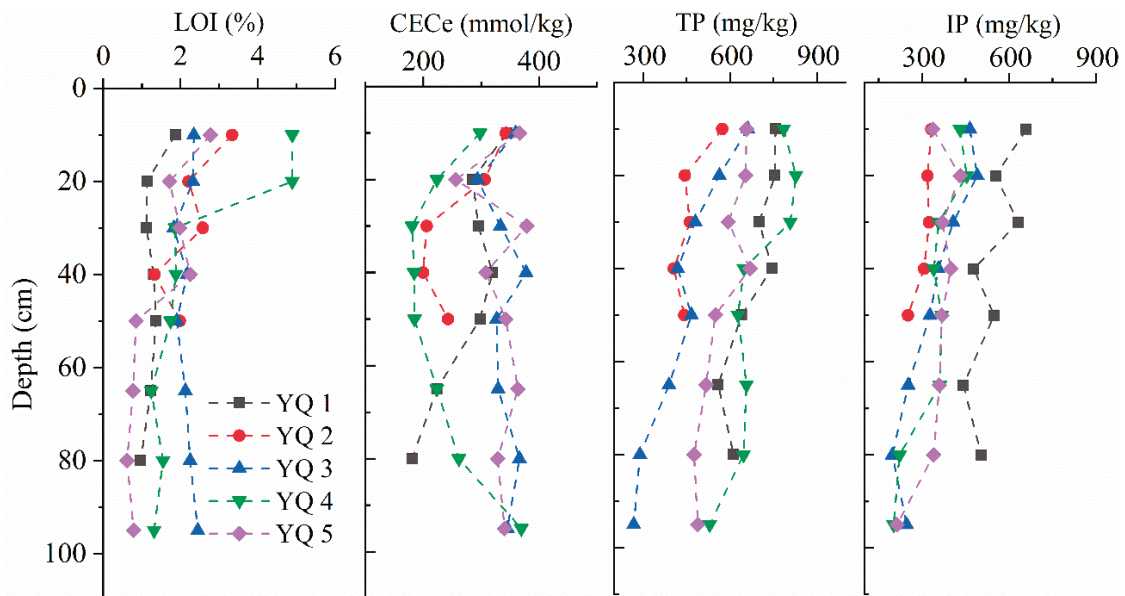 LOI (%) CECe (mmol/kg) TP (mg/kg) IP (mg/kg)
0 2 4 6 200 400 300 600 900 300 600 900
0
20
40
60
80
100
Depth (cm)
YQ 1
YQ 2
YQ 3
YQ 4
YQ 5